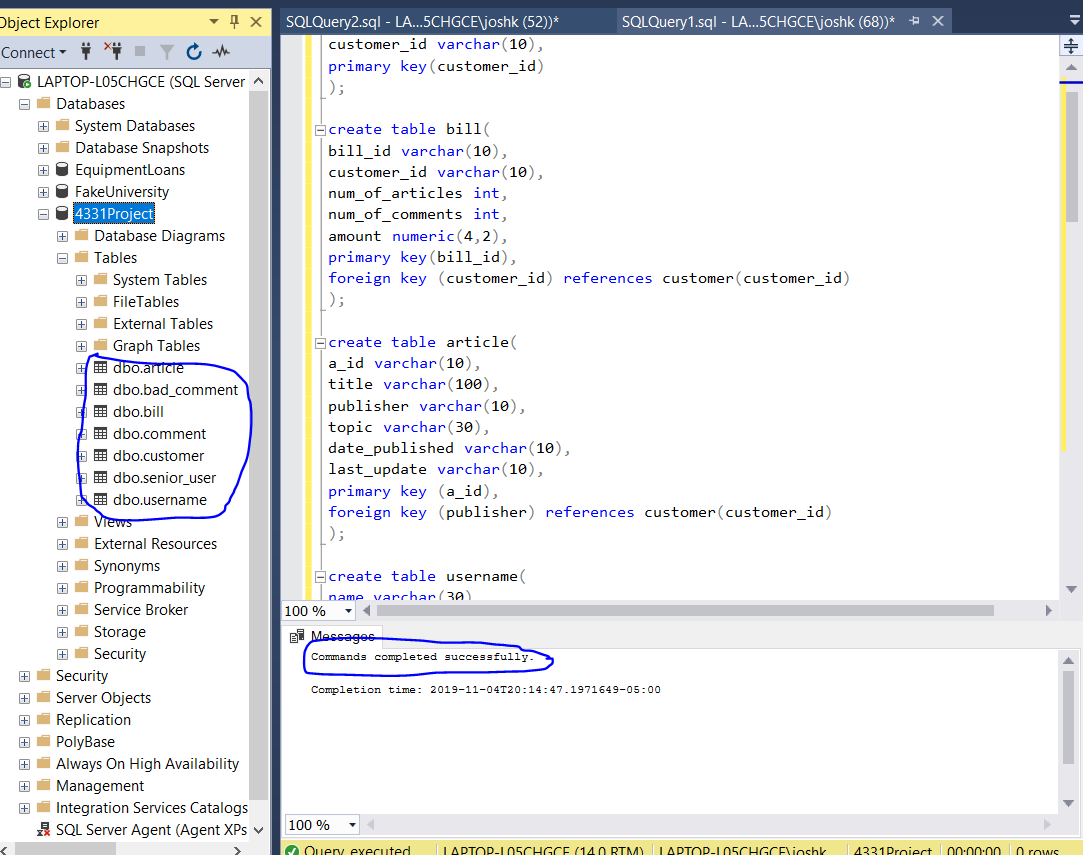 Object Explorer
Connect
LAPTOP-L05CHGCE (SQL Server
Databases
System Databases
Database Snapshots
EquipmentLoans
FakeUniversity
4331Project
Database Diagrams
Tables
System Tables
FileTables
External Tables
Graph Tables
dbo.article
dbo.bad_comment
dbo.bill
dbo.comment
dbo.customer
dbo.senior_user
dbo.username
Views
External Resources
Synonyms
Programmability
Service Broker
Storage
Security
Security
Server Objects
Replication
PolyBase
Always On High Availability
Management
Integration Services Catalogs
SQL Server Agent (Agent XPs
SQLQuery2.sql - LA...5CHGCE\joshk (52))*
SQLQuery1.sql - LA...5CHGCE\joshk (68))*
customer_id varchar(10),
primary key(customer_id)
);
create table bill(
bill_id varchar(10),
customer_id varchar(10),
num_of_articles int,
num_of_comments int,
amount numeric(4,2),
primary key(bill_id),
foreign key (customer_id) references customer(customer_id)
);
create table article(
a_id varchar(10),
title varchar(100),
publisher varchar(10),
topic varchar(30),
date_published varchar(10),
last_update varchar(10),
primary key (a_id),
foreign key (publisher) references customer(customer_id)
);
create table username(
name varchar(30)
100 %
Messages
Commands completed successfully.
Completion time: 2019-11-04T20:14:47.1971649-05:00
100 %
Query executed
LAPTOP-L05CHGCE (14.0 RTM)
LAPTOP-L05CHGCE\joshk
4331Project
00:00:00
0 rows